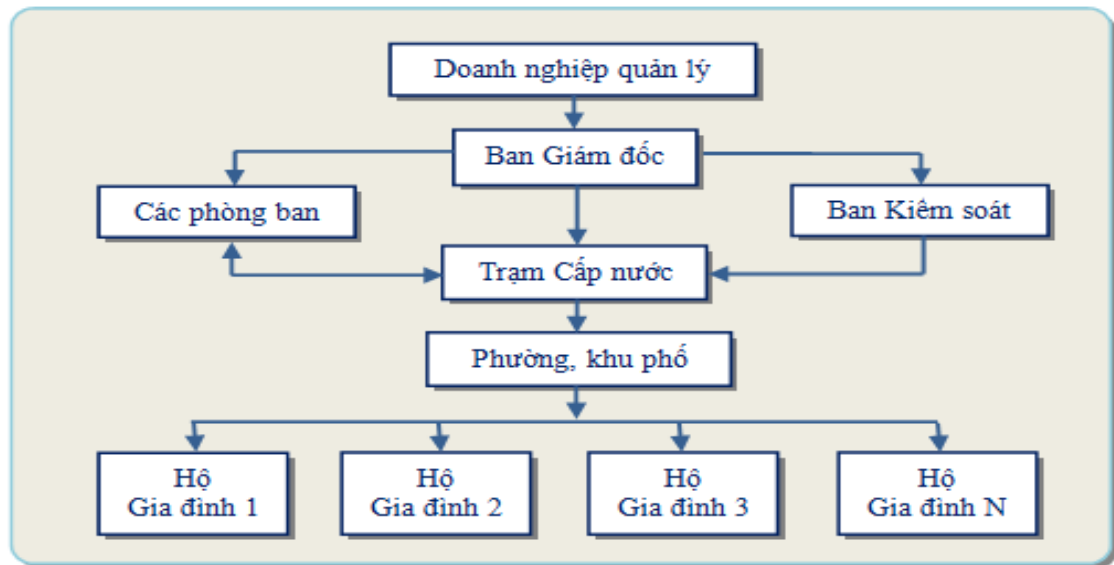 Doanh nghiệp quản lý
Ban Giám đốc
Các phòng ban
Ban Kiêm soát
Trạm Cấp nước
Phường, khu phố
Hộ
Gia đình 1
Hộ
Gia đình 2
Hộ
Gia đình 3
Hộ
Gia đình N